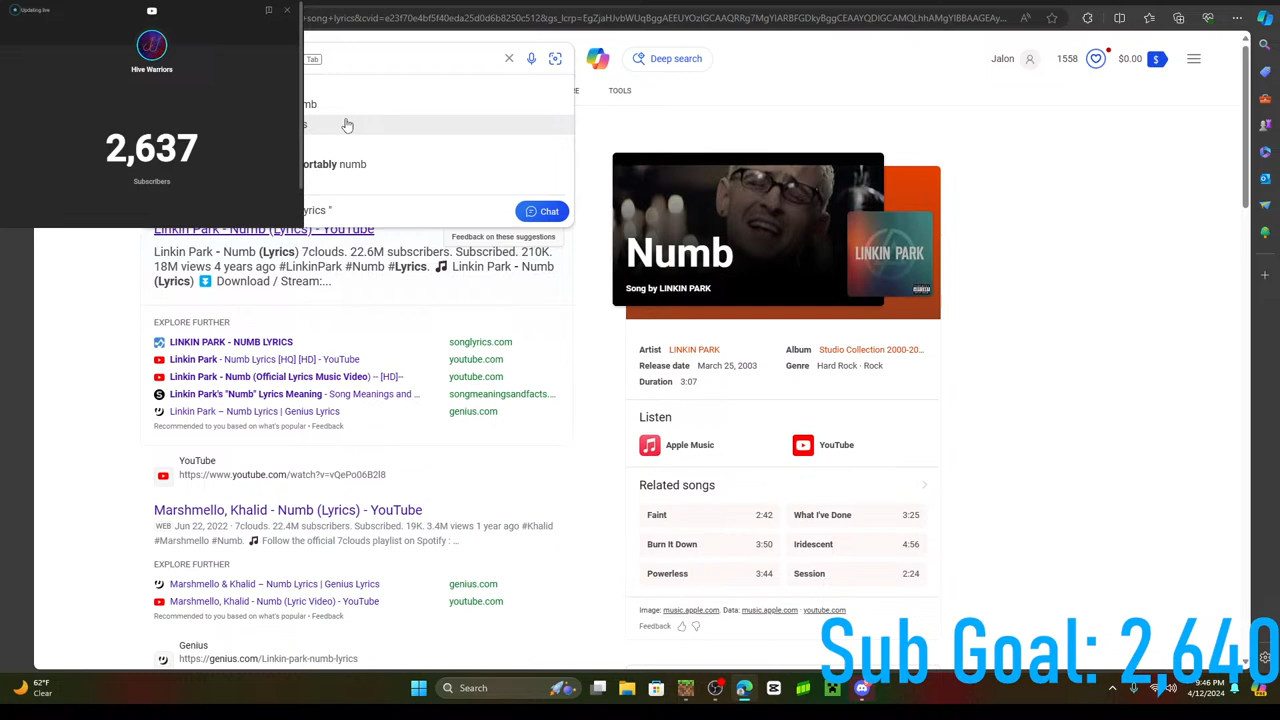 Updating live
Hive Warriors
2,637
Subscribers
song+lyrics&cvid=e23f70e4bf5f40eda25d0d6b8250c512&gs_lcrp=
Tab
Deep search
Jalon
1558
$0.00
TOOLS
mb
s
ortably numb
yrics "
Chat
Feedback on these suggestions
Linkin Park - Numb (Lyrics) - YouTube
Linkin Park - Numb (Lyrics) 7clouds. 22.6M subscribers. Subscribed. 210K.
18M views 4 years ago #LinkinPark #Numb #Lyrics. 🎵 Linkin Park - Numb
(Lyrics) ⏬ Download / Stream:...
EXPLORE FURTHER
LINKIN PARK - NUMB LYRICS
songlyrics.com
Linkin Park - Numb Lyrics [HQ] [HD] - YouTube
youtube.com
Linkin Park - Numb (Official Lyrics Music Video) -- [HD]--
youtube.com
Linkin Park's "Numb" Lyrics Meaning - Song Meanings and ...
songmeaningsandfacts....
Linkin Park – Numb Lyrics | Genius Lyrics
genius.com
Recommended to you based on what's popular • Feedback
YouTube
https://www.youtube.com/watch?v=vQePo06B2l8
Marshmello, Khalid - Numb (Lyrics) - YouTube
WEB Jun 22, 2022 · 7clouds. 22.4M subscribers. Subscribed. 19K. 3.4M views 1 year ago #Khalid
#Marshmello #Numb. 🎵 Follow the official 7clouds playlist on Spotify : ...
EXPLORE FURTHER
Marshmello & Khalid – Numb Lyrics | Genius Lyrics
genius.com
Marshmello, Khalid - Numb (Lyric Video) - YouTube
youtube.com
Recommended to you based on what's popular • Feedback
Genius
https://genius.com/Linkin-park-numb-lyrics
Numb
Song by LINKIN PARK
LINKIN PARK
Artist LINKIN PARK
Album Studio Collection 2000-20...
Release date March 25, 2003
Genre Hard Rock · Rock
Duration 3:07
Listen
Apple Music
YouTube
Related songs
Faint 2:42
What I've Done 3:25
Burn It Down 3:50
Iridescent 4:56
Powerless 3:44
Session 2:24
Image: music.apple.com. Data: music.apple.com · youtube.com
Feedback
Sub Goal: 2,640
62°F
Clear
Search
9:46 PM
4/12/2024